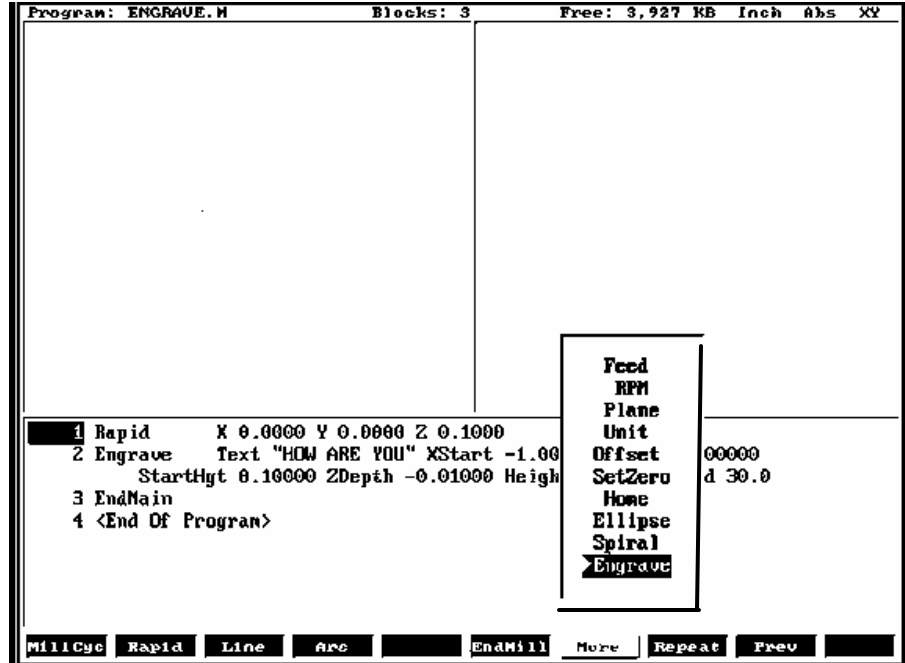 Program: ENGRAVE.M Blocks: 3 Free: 3,927 KB Inch Abs XY
1 Rapid X 0.0000 Y 0.0000 Z 0.1000
2 Engrave Text "HOW ARE YOU" XStart -1.00 00000
StartHgt 0.10000 ZDepth -0.01000 Heigh d 30.0
3 EndMain
4 <End Of Program>
Feed
RPM
Plane
Unit
Offset
SetZero
Home
Ellipse
Spiral
Engrave
MillCyc Rapid Line Arc EndMill More Repeat Prev